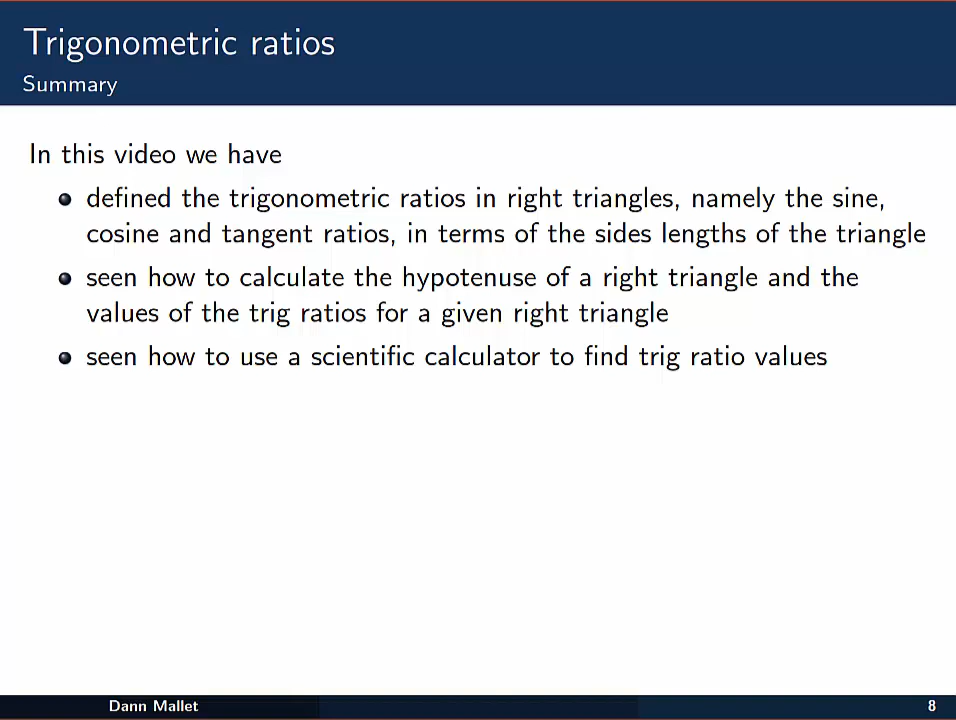 Trigonometric ratios
Summary
In this video we have
defined the trigonometric ratios in right triangles, namely the sine,
cosine and tangent ratios, in terms of the sides lengths of the triangle
seen how to calculate the hypotenuse of a right triangle and the
values of the trig ratios for a given right triangle
seen how to use a scientific calculator to find trig ratio values
Dann Mallet
8